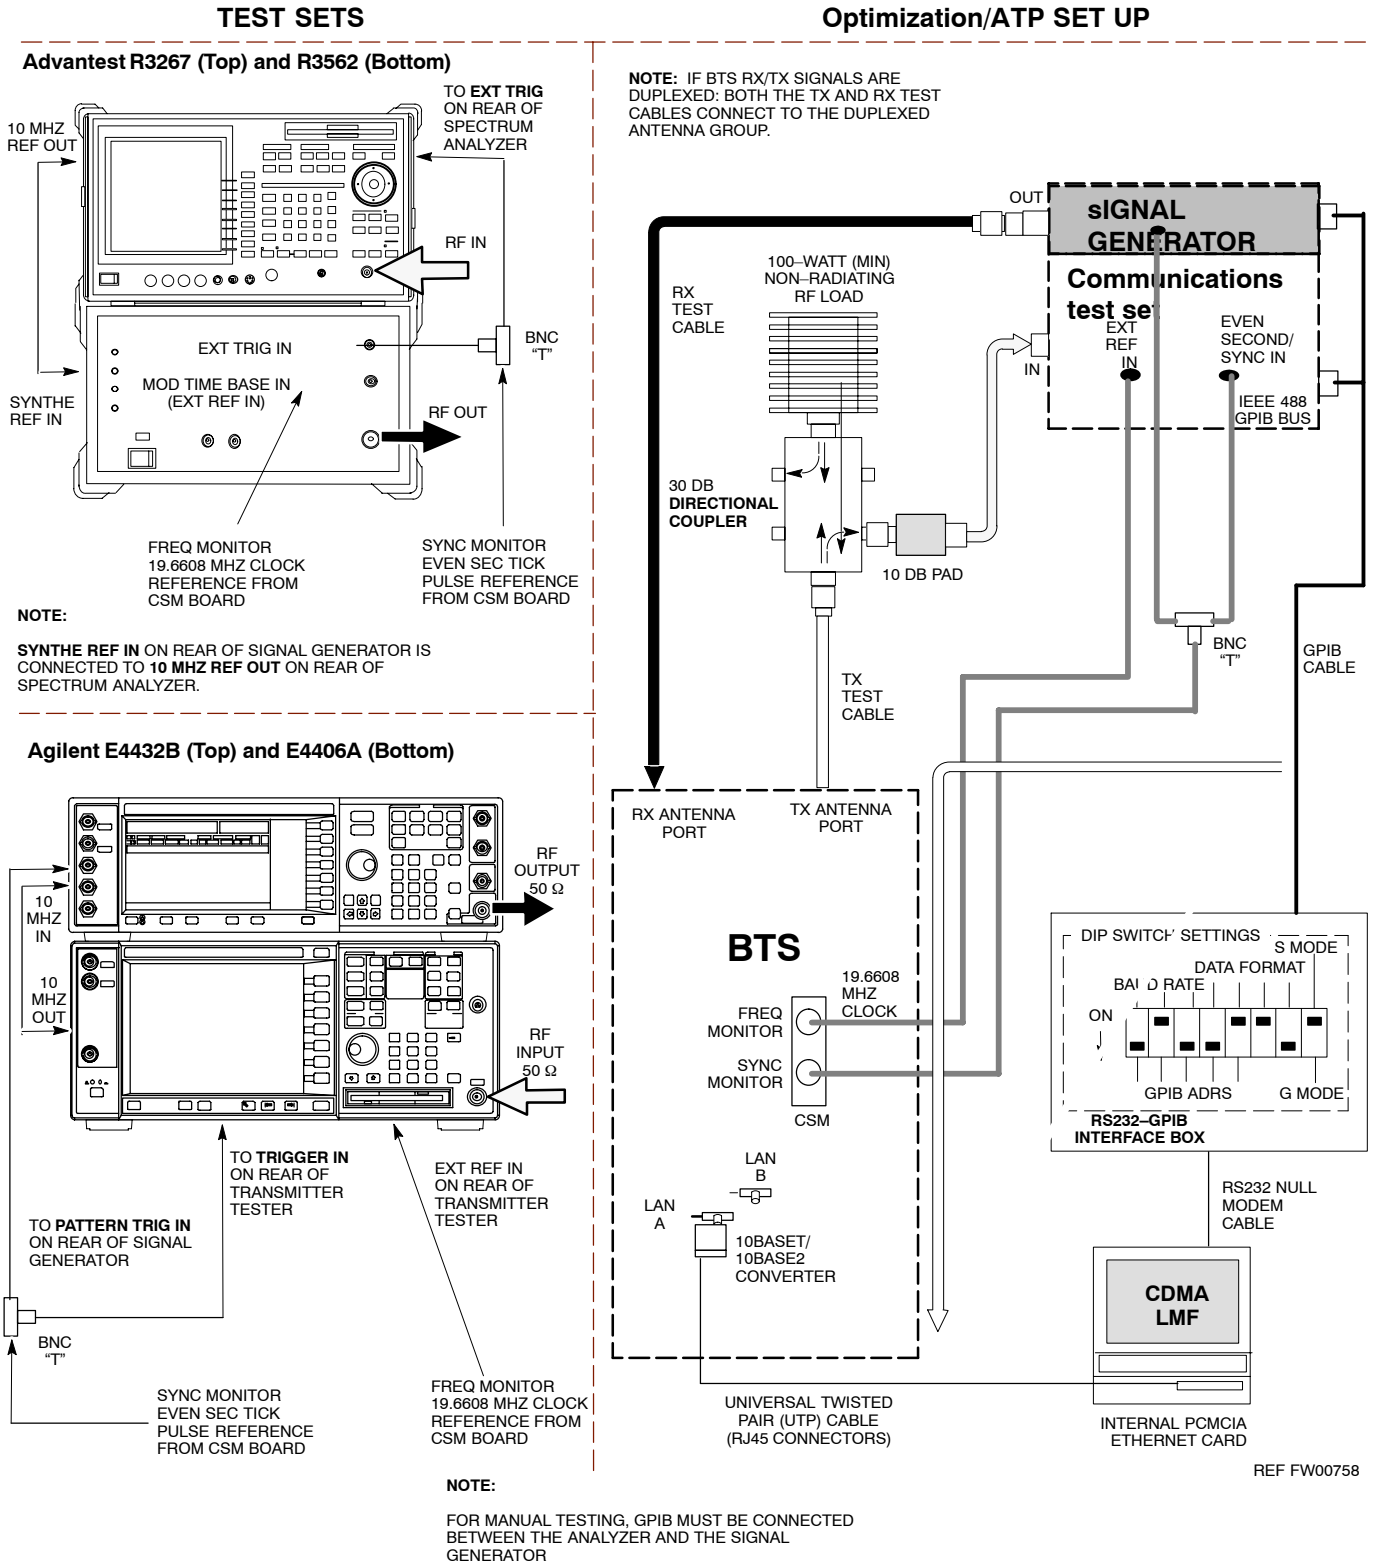 TEST SETS
Optimization/ATP SET UP
Advantest R3267 (Top) and R3562 (Bottom)
10 MHZ
REF OUT
TO EXT TRIG
ON REAR OF
SPECTRUM
ANALYZER
RF IN
EXT TRIG IN
MOD TIME BASE IN
(EXT REF IN)
BNC
“T”
SYNTHE
REF IN
RF OUT
FREQ MONITOR
19.6608 MHZ CLOCK
REFERENCE FROM
CSM BOARD
SYNC MONITOR
EVEN SEC TICK
PULSE REFERENCE
FROM CSM BOARD
NOTE:
SYNTHE REF IN ON REAR OF SIGNAL GENERATOR IS
CONNECTED TO 10 MHZ REF OUT ON REAR OF
SPECTRUM ANALYZER.
Agilent E4432B (Top) and E4406A (Bottom)
RF
OUTPUT
50 Ω
10
MHZ
IN
10
MHZ
OUT
RF
INPUT
50 Ω
TO TRIGGER IN
ON REAR OF
TRANSMITTER
TESTER
EXT REF IN
ON REAR OF
TRANSMITTER
TESTER
TO PATTERN TRIG IN
ON REAR OF SIGNAL
GENERATOR
BNC
“T”
SYNC MONITOR
EVEN SEC TICK
PULSE REFERENCE
FROM CSM BOARD
FREQ MONITOR
19.6608 MHZ CLOCK
REFERENCE FROM
CSM BOARD
NOTE: IF BTS RX/TX SIGNALS ARE
DUPLEXED: BOTH THE TX AND RX TEST
CABLES CONNECT TO THE DUPLEXED
ANTENNA GROUP.
OUT
sIGNAL
GENERATOR
Communications
test set
EXT
REF
IN
EVEN
SECOND/
SYNC IN
IN
IEEE 488
GPIB BUS
RX
TEST
CABLE
100–WATT (MIN)
NON–RADIATING
RF LOAD
30 DB
DIRECTIONAL
COUPLER
10 DB PAD
BNC
“T”
GPIB
CABLE
TX
TEST
CABLE
RX ANTENNA
PORT
TX ANTENNA
PORT
BTS
19.6608
MHZ
CLOCK
FREQ
MONITOR
SYNC
MONITOR
CSM
LAN
B
LAN
A
10BASET/
10BASE2
CONVERTER
DIP SWITCH SETTINGS
S MODE
DATA FORMAT
BAUD RATE
ON
GPIB ADRS
G MODE
RS232–GPIB
INTERFACE BOX
RS232 NULL
MODEM
CABLE
CDMA
LMF
UNIVERSAL TWISTED
PAIR (UTP) CABLE
(RJ45 CONNECTORS)
INTERNAL PCMCIA
ETHERNET CARD
REF FW00758
NOTE:
FOR MANUAL TESTING, GPIB MUST BE CONNECTED
BETWEEN THE ANALYZER AND THE SIGNAL
GENERATOR